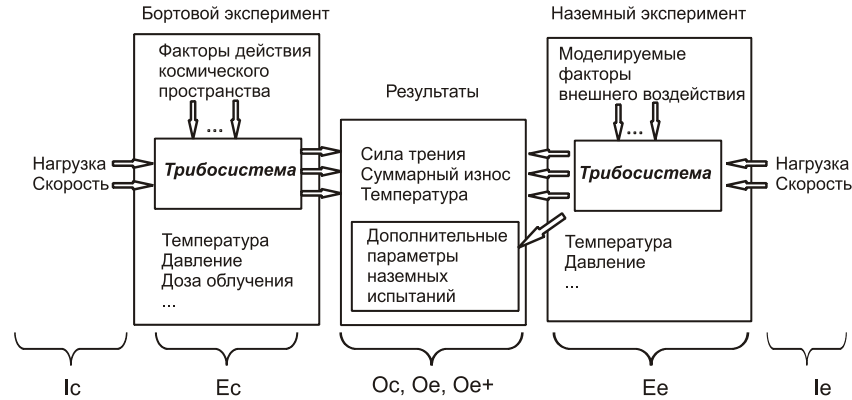 Бортовой эксперимент
Наземный эксперимент
Факторы действия
космического
пространства
...
Трибосистема
Нагрузка
Скорость
Температура
Давление
Доза облучения
...
Результаты
Сила трения
Суммарный износ
Температура
Дополнительные
параметры
наземных
испытаний
Моделируемые
факторы
внешнего воздействия
...
Трибосистема
Нагрузка
Скорость
Температура
Давление
...
Ic
Ec
Oc, Oe, Oe+
Ee
Ie